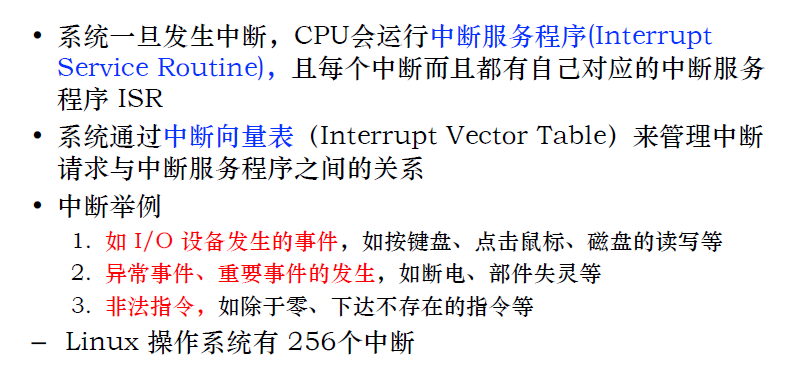 • 系统一旦发生中断，CPU会运行中断服务程序(Interrupt
Service Routine)，且每个中断而且都有自己对应的中断服务
程序 ISR
• 系统通过中断向量表（Interrupt Vector Table）来管理中断
请求与中断服务程序之间的关系
• 中断举例
1. 如 I/O 设备发生的事件，如按键盘、点击鼠标、磁盘的读写等
2. 异常事件、重要事件的发生，如断电、部件失灵等
3. 非法指令，如除于零、下达不存在的指令等
– Linux 操作系统有 256个中断